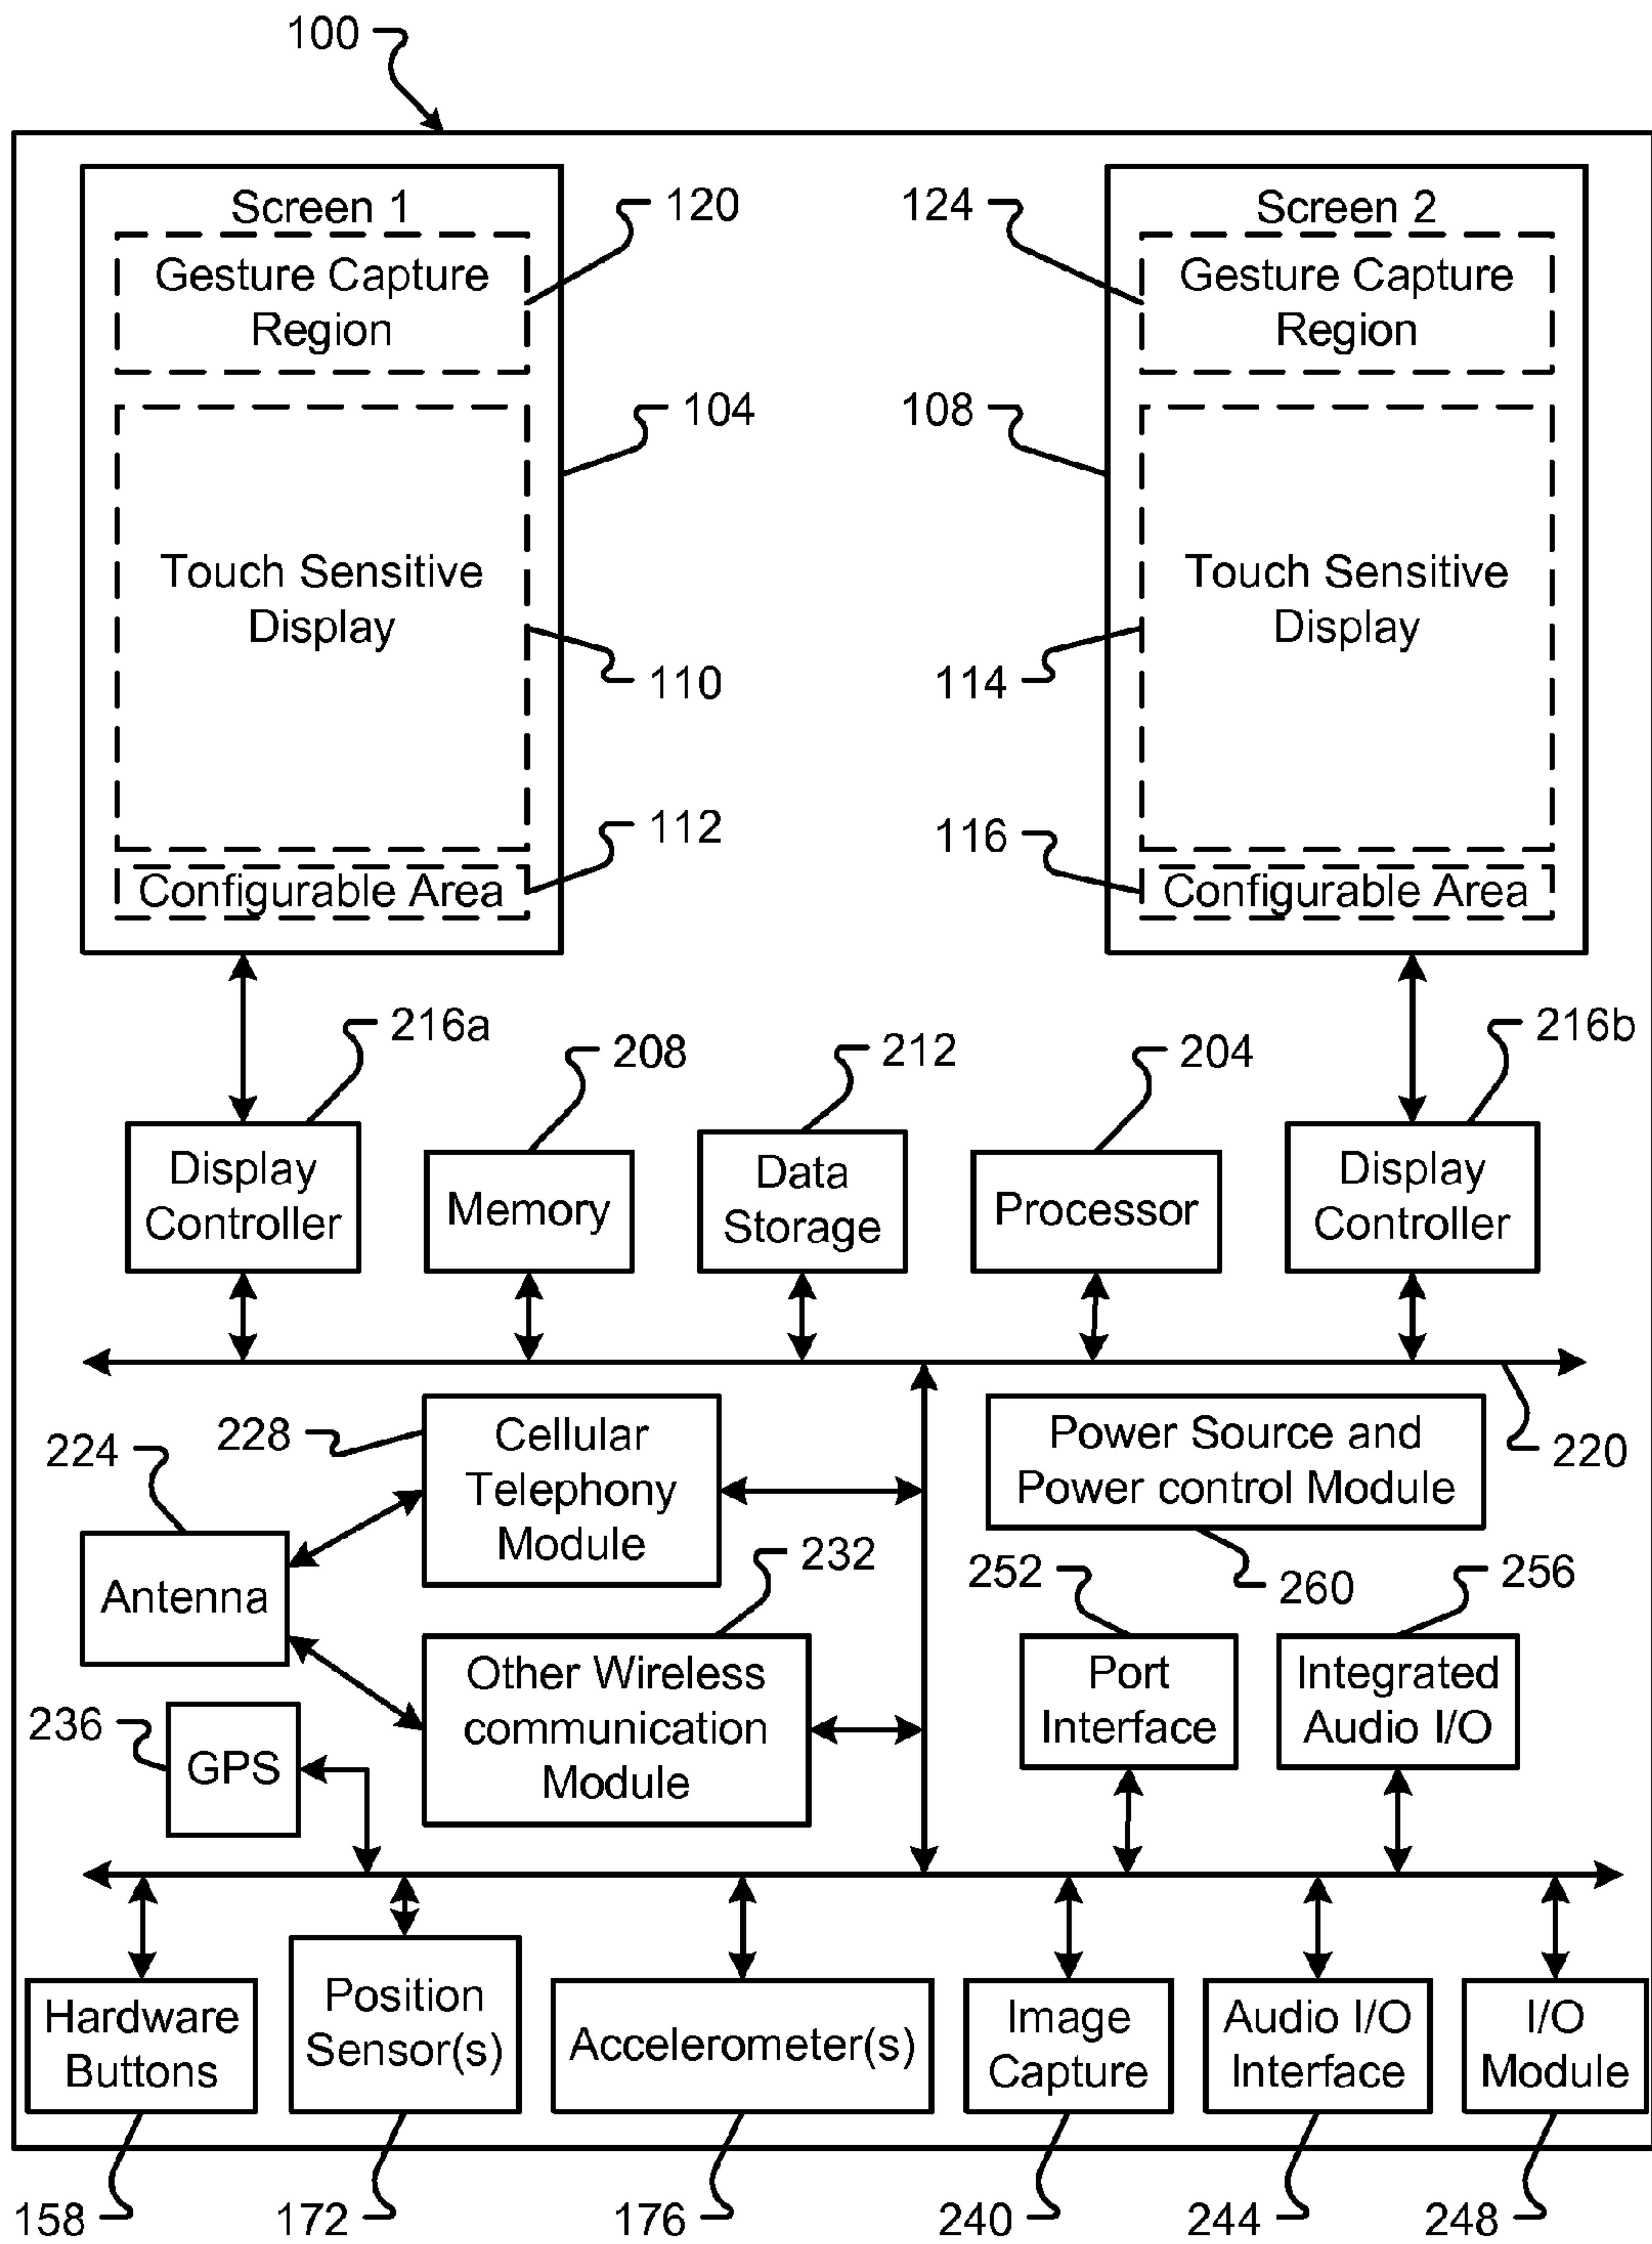 100
Screen 1
120
124
Screen 2
Gesture Capture
Region
Gesture Capture
Region
104
108
Touch Sensitive
Display
Touch Sensitive
Display
110
114
112
116
Configurable Area
Configurable Area
216a
208
212
204
216b
Display
Controller
Memory
Data
Storage
Processor
Display
Controller
224
228
Cellular
Telephony
Module
Power Source and
Power control Module
220
Antenna
232
252
260
256
236
GPS
Other Wireless
communication
Module
Port
Interface
Integrated
Audio I/O
Hardware
Buttons
Position
Sensor(s)
Accelerometer(s)
Image
Capture
Audio I/O
Interface
I/O
Module
158
172
176
240
244
248